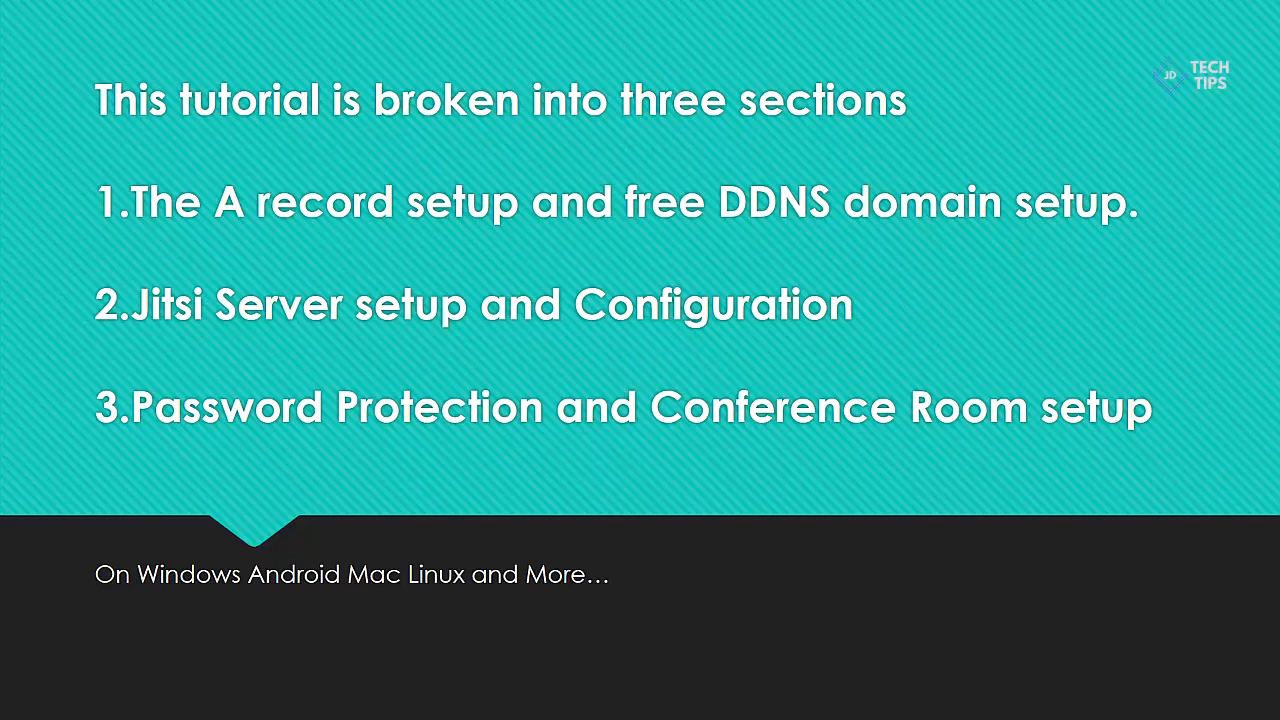 This tutorial is broken into three sections
JD TECH
TIPS
1.The A record setup and free DDNS domain setup.
2.Jitsi Server setup and Configuration
3.Password Protection and Conference Room setup
On Windows Android Mac Linux and More...